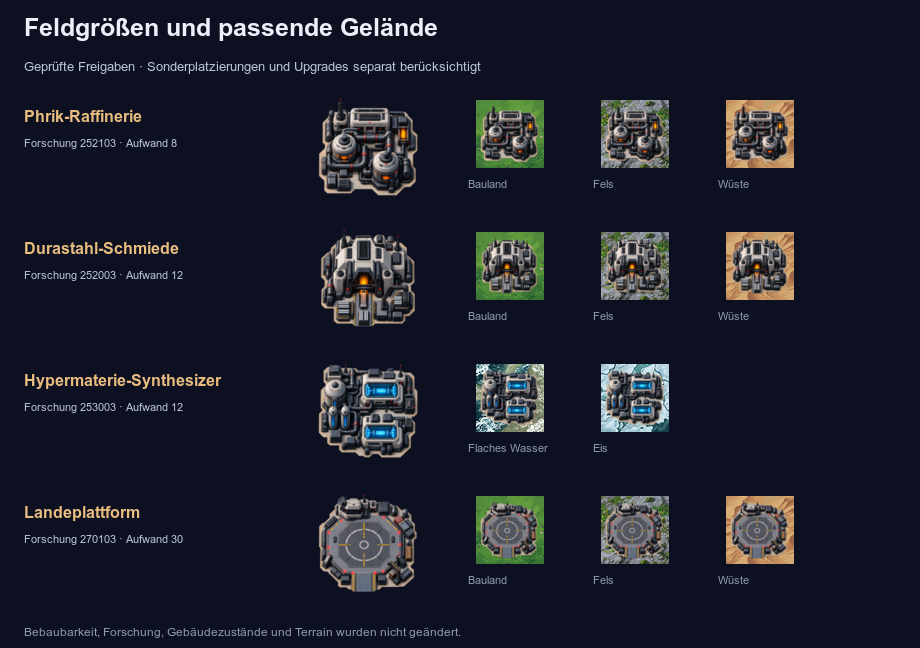 Feldgrößen und passende Gelände
Geprüfte Freigaben · Sonderplatzierungen und Upgrades separat berücksichtigt
Phrik-Raffinerie
Forschung 252103 · Aufwand 8
Bauland
Fels
Wüste
Durastahl-Schmiede
Forschung 252003 · Aufwand 12
Bauland
Fels
Wüste
Hypermaterie-Synthesizer
Forschung 253003 · Aufwand 12
Flaches Wasser
Eis
Landeplattform
Forschung 270103 · Aufwand 30
Bauland
Fels
Wüste
Bebaubarkeit, Forschung, Gebäudezustände und Terrain wurden nicht geändert.